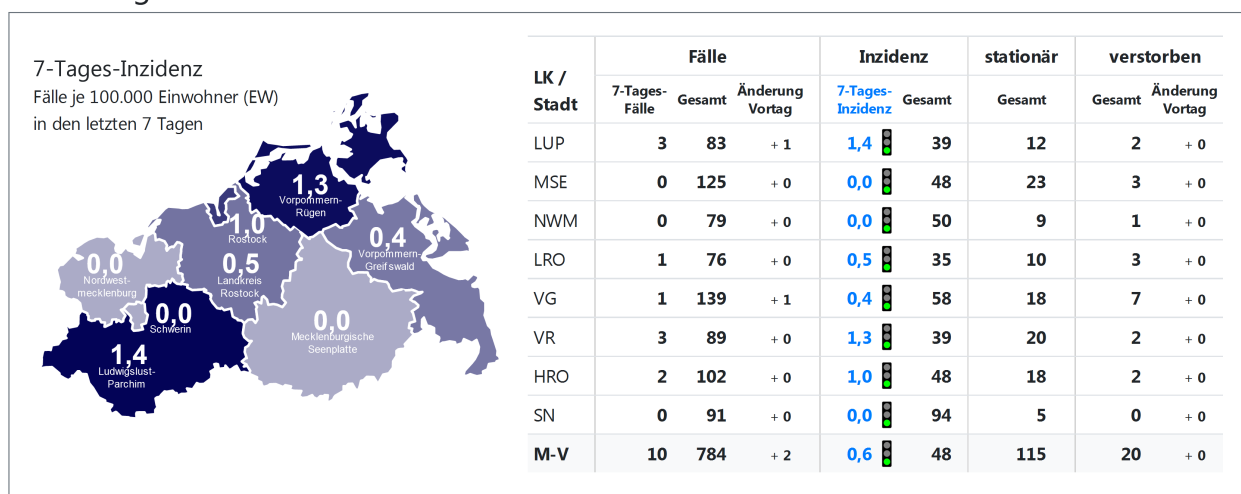 7-Tages-Inzidenz
Fälle je 100.000 Einwohner (EW)
in den letzten 7 Tagen
1,3
Vorpommern-
Rügen
1,0
Rostock
0,4
Vorpommern-
Greifswald
0,0
Nordwest-
mecklenburg
0,5
Landkreis
Rostock
0,0
Schwerin
0,0
Mecklenburgische
Seenplatte
1,4
Ludwigslust-
Parchim
LK / Stadt Fälle Inzidenz stationär verstorben
7-Tages-Fälle Gesamt Änderung Vortag 7-Tages-Inzidenz Gesamt Gesamt Gesamt Änderung Vortag
LUP 3 83 + 1 1,4 39 12 2 + 0
MSE 0 125 + 0 0,0 48 23 3 + 0
NWM 0 79 + 0 0,0 50 9 1 + 0
LRO 1 76 + 0 0,5 35 10 3 + 0
VG 1 139 + 1 0,4 58 18 7 + 0
VR 3 89 + 0 1,3 39 20 2 + 0
HRO 2 102 + 0 1,0 48 18 2 + 0
SN 0 91 + 0 0,0 94 5 0 + 0
M-V 10 784 + 2 0,6 48 115 20 + 0